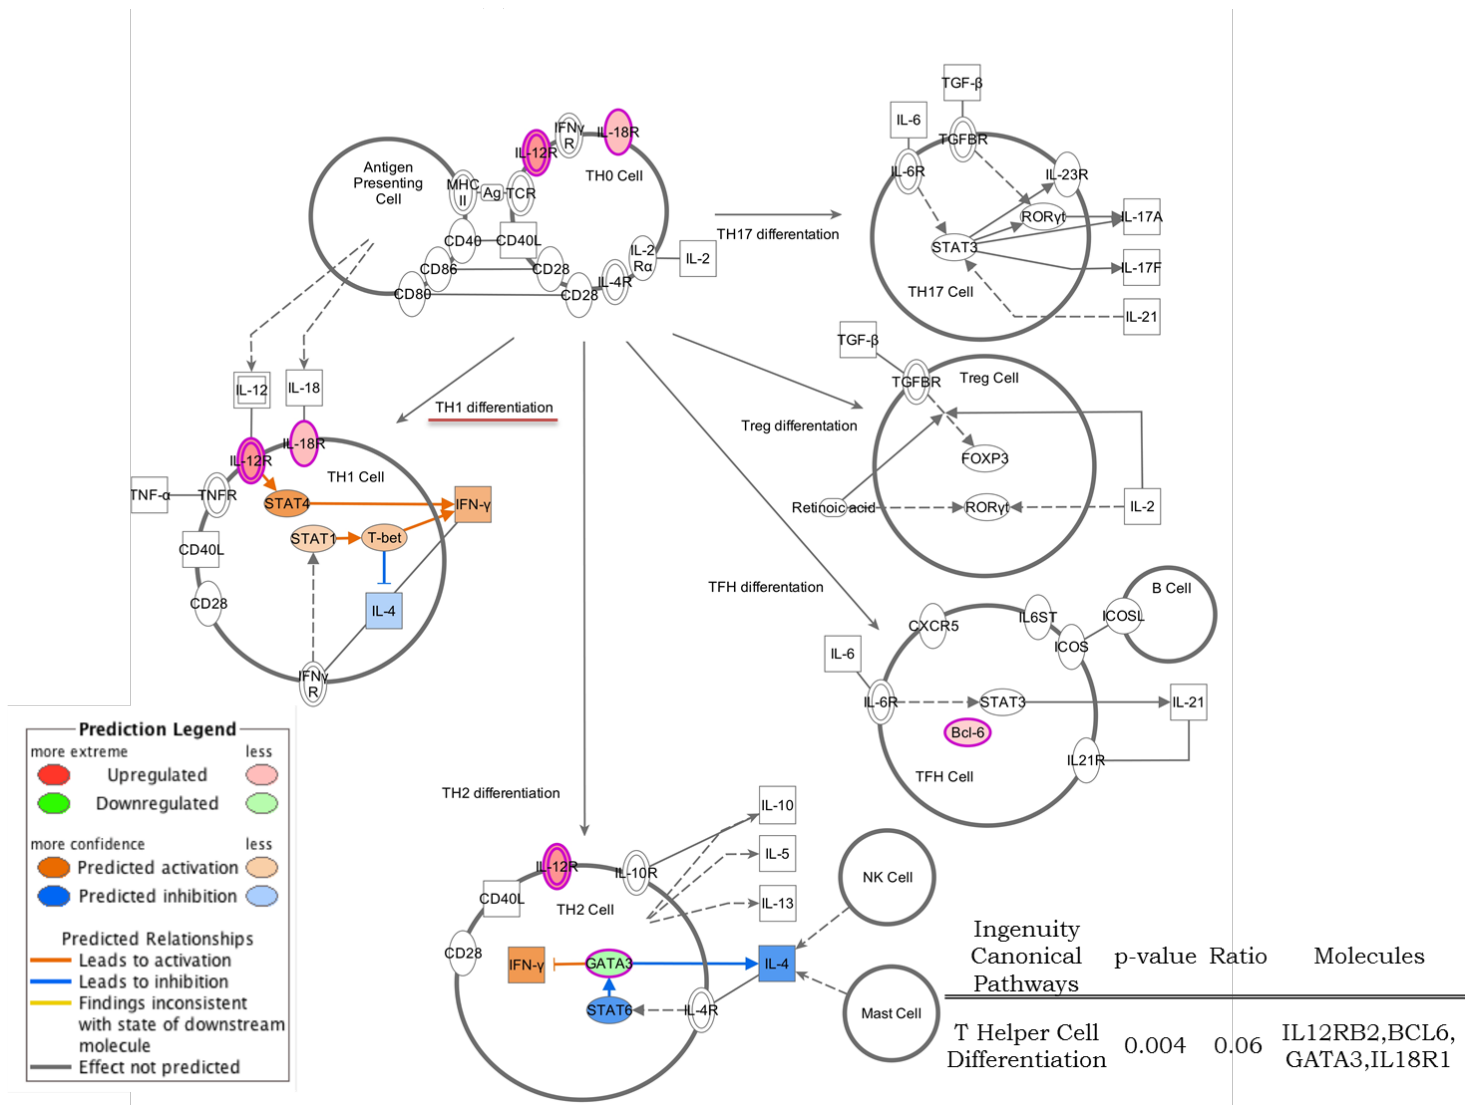 TGF-β
IL-6
TGFBR
IL-6R
IL-23R
RORγt
IL-17A
STAT3
IL-17F
TH17 Cell
IL-21
Antigen
Presenting
Cell
MHC
II
Ag
TCR
IL-12R
IFNγ
R
IL-18R
TH0 Cell
CD40
CD40L
CD86
CD28
CD80
CD28
IL-4R
IL-2
Rα
IL-2
TH17 differentiation
IL-12
IL-18
TH1 differentiation
IL-12R
IL-18R
TH1 Cell
TNF-α
TNFR
STAT4
IFN-γ
STAT1
T-bet
CD40L
CD28
IL-4
IFNγ
R
TGF-β
TGFBR
Treg Cell
Treg differentation
FOXP3
Retinoic acid
RORγt
IL-2
TFH differentation
B Cell
CXCR5
IL6ST
ICOSL
ICOS
IL-6
IL-6R
STAT3
IL-21
Bcl-6
IL21R
TFH Cell
TH2 differentiation
IL-10
IL-12R
IL-10R
IL-5
CD40L
TH2 Cell
IL-13
CD28
IFN-γ
GATA3
IL-4
STAT6
IL-4R
NK Cell
Mast Cell
Prediction Legend
more extreme less
Upregulated
Downregulated
more confidence less
Predicted activation
Predicted inhibition
Predicted Relationships
Leads to activation
Leads to inhibition
Findings inconsistent
with state of downstream
molecule
Effect not predicted
Ingenuity
Canonical
Pathways
p-value Ratio Molecules
T Helper Cell
Differentiation
0.004 0.06
IL12RB2,BCL6,
GATA3,IL18R1